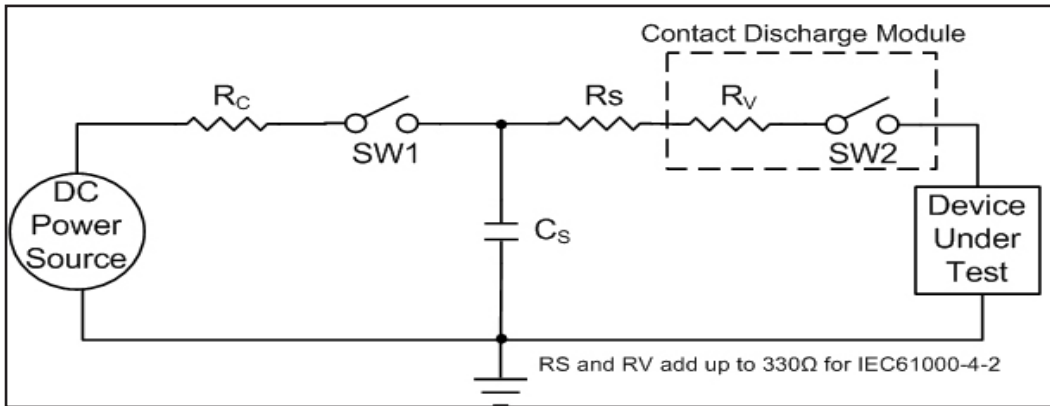 Contact Discharge Module
R_C
SW1
Rs
R_V
SW2
DC
Power
Source
C_S
Device
Under
Test
RS and RV add up to 330Ω for IEC61000-4-2